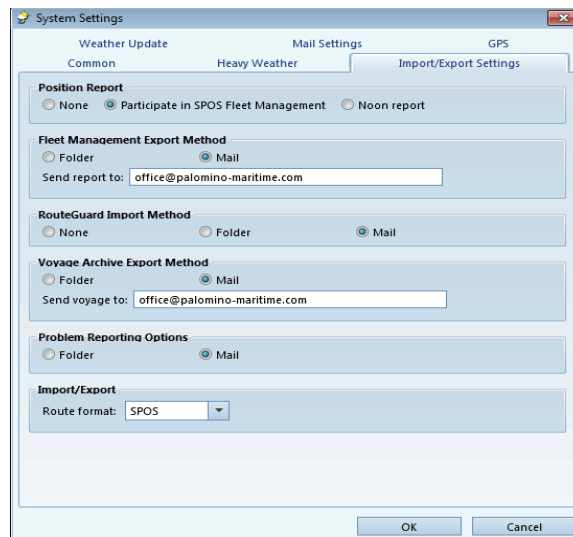 System Settings
Weather Update Mail Settings GPS
Common Heavy Weather Import/Export Settings
Position Report
None Participate in SPOS Fleet Management Noon report
Fleet Management Export Method
Folder Mail
Send report to: office@palomino-maritime.com
RouteGuard Import Method
None Folder Mail
Voyage Archive Export Method
Folder Mail
Send voyage to: office@palomino-maritime.com
Problem Reporting Options
Folder Mail
Import/Export
Route format: SPOS
OK Cancel